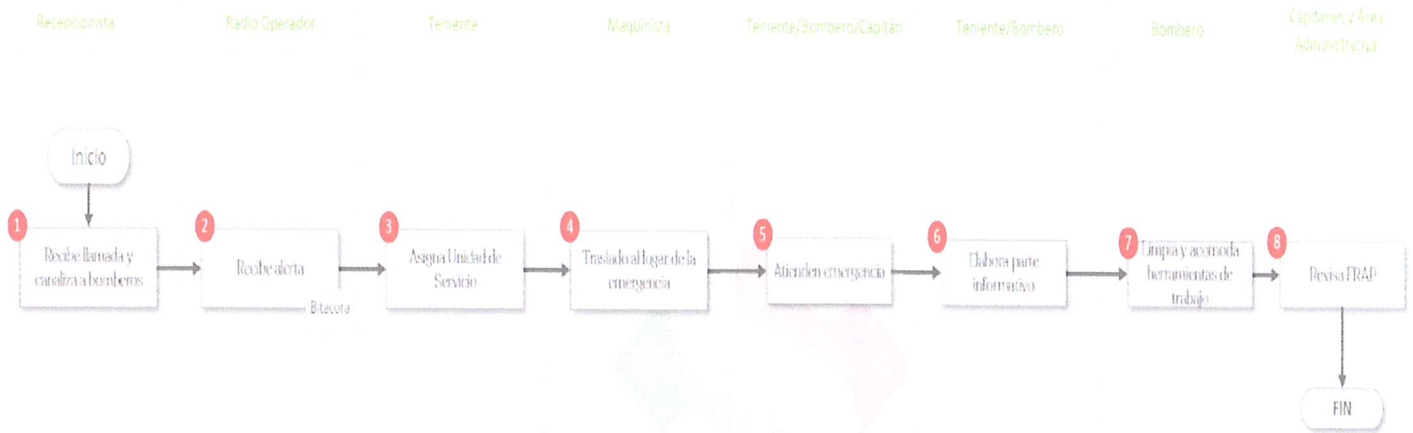 Recepcionista
Radio Operador
Teniente
Maquinista
Teniente/Bombero/Capitán
Teniente/Bombero
Bombero
Capitanes y Área
Administrativa
Inicio
1
Recibe llamada y
canaliza a bomberos
2
Recibe alerta
Bitacora
3
Asigna Unidad de
Servicio
4
Traslado al lugar de la
emergencia
5
Atienden emergencia
6
Elabora parte
informativo
7
Limpia y acomoda
herramientas de
trabajo
8
Revisa FRAP
FIN